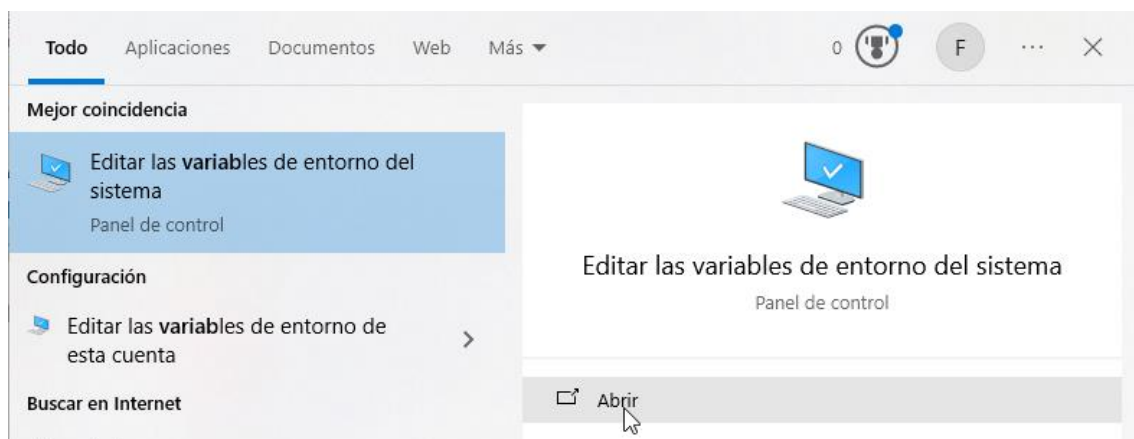 Todo Aplicaciones Documentos Web Más 0 F ...
Mejor coincidencia
Editar las variables de entorno del
sistema
Panel de control
Configuración
Editar las variables de entorno de
esta cuenta
Buscar en Internet
Editar las variables de entorno del sistema
Panel de control
Abrir